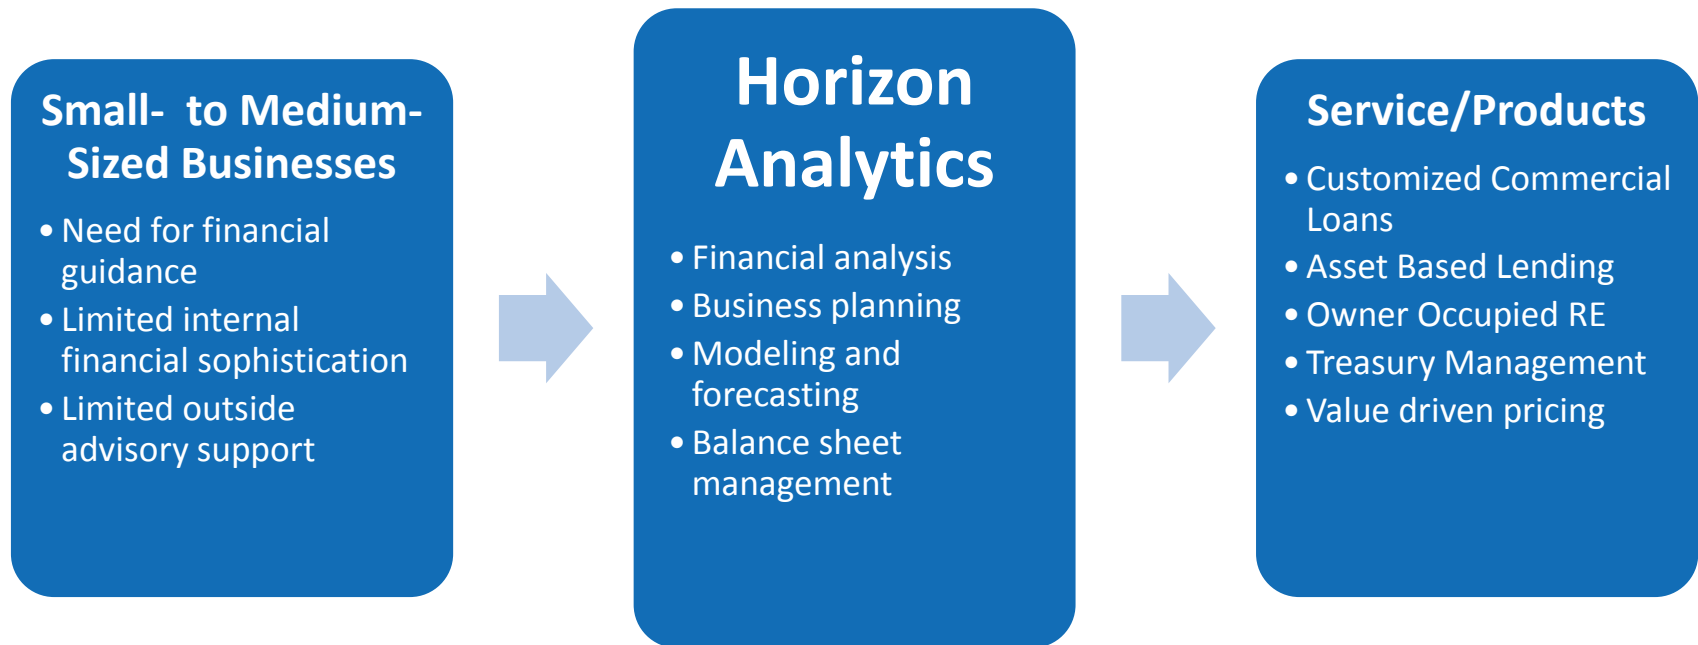 Small-  to Medium-
Sized Businesses
• Need for financial
guidance
• Limited internal
financial sophistication
• Limited outside
advisory support
Horizon
Analytics
• Financial analysis
• Business planning
• Modeling and
forecasting
• Balance sheet
management
Service/Products
• Customized Commercial
Loans
• Asset Based Lending
• Owner Occupied RE
• Treasury Management
• Value driven pricing